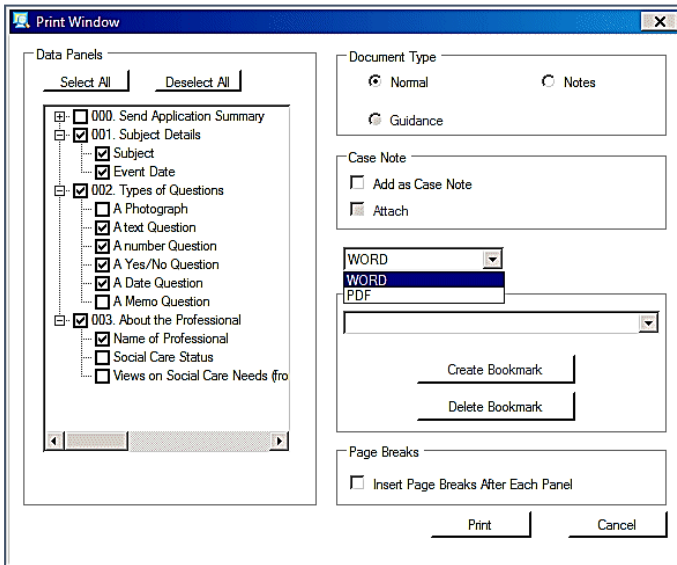 Print Window
Data Panels
Select All
Deselect All
000. Send Application Summary
001. Subject Details
Subject
Event Date
002. Types of Questions
A Photograph
A text Question
A number Question
A Yes/No Question
A Date Question
A Memo Question
003. About the Professional
Name of Professional
Social Care Status
Views on Social Care Needs (fro
Document Type
Normal
Notes
Guidance
Case Note
Add as Case Note
Attach
WORD
WORD
PDF
Create Bookmark
Delete Bookmark
Page Breaks
Insert Page Breaks After Each Panel
Print
Cancel